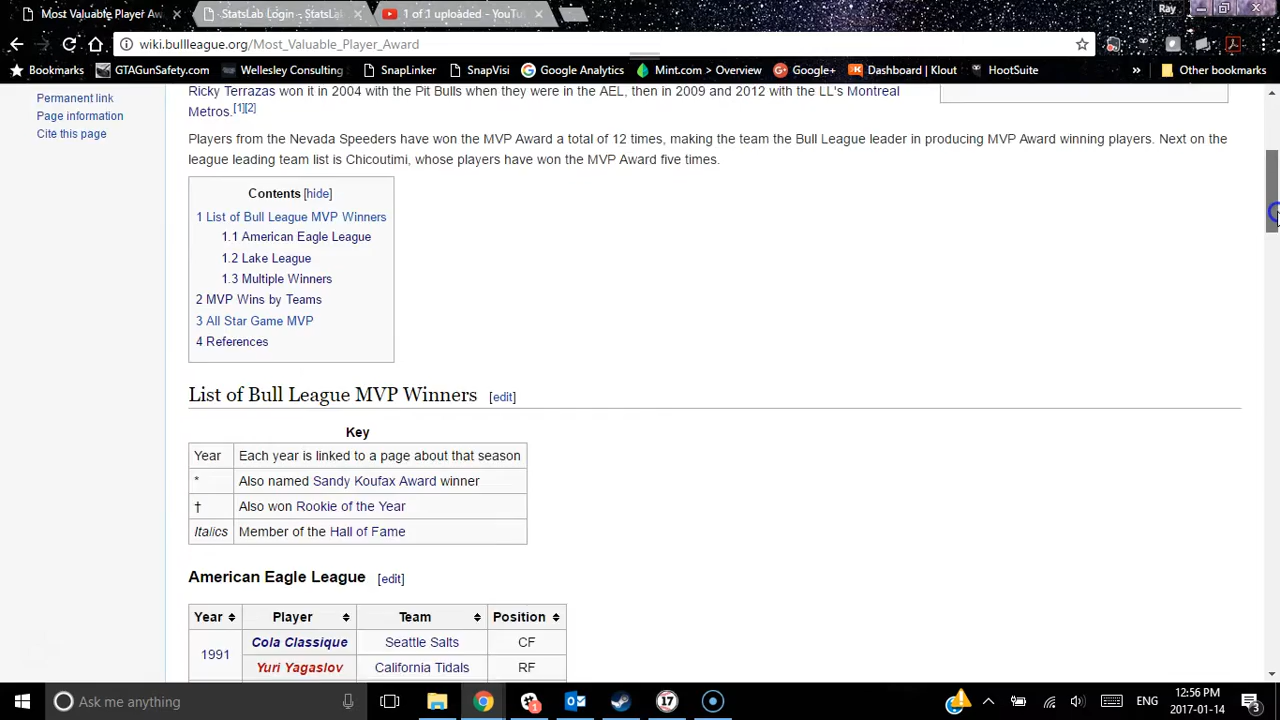 Most Valuable Player Aw
StatsLab Login - StatsL
1 of 1 uploaded - YouTu
Ray
wiki.bullleague.org/Most_Valuable_Player_Award
Bookmarks GTAGunSafety.com Wellesley Consulting SnapLinker SnapVisi Google Analytics Mint.com > Overview Google+ Dashboard | Klout HootSuite » Other bookmarks
Permanent link
Page information
Cite this page
Ricky Terrazas won it in 2004 with the Pit Bulls when they were in the AEL, then in 2009 and 2012 with the LL's Montreal
Metros.[1][2]
Players from the Nevada Speeders have won the MVP Award a total of 12 times, making the team the Bull League leader in producing MVP Award winning players. Next on the
league leading team list is Chicoutimi, whose players have won the MVP Award five times.
Contents [hide]
1 List of Bull League MVP Winners
1.1 American Eagle League
1.2 Lake League
1.3 Multiple Winners
2 MVP Wins by Teams
3 All Star Game MVP
4 References
List of Bull League MVP Winners [edit]
Key
Year Each year is linked to a page about that season
* Also named Sandy Koufax Award winner
† Also won Rookie of the Year
Italics Member of the Hall of Fame
American Eagle League [edit]
Year Player Team Position
1991 Cola Classique Seattle Salts CF
Yuri Yagaslov California Tidals RF
Ask me anything
17
1
ENG
12:56 PM
2017-01-14
3